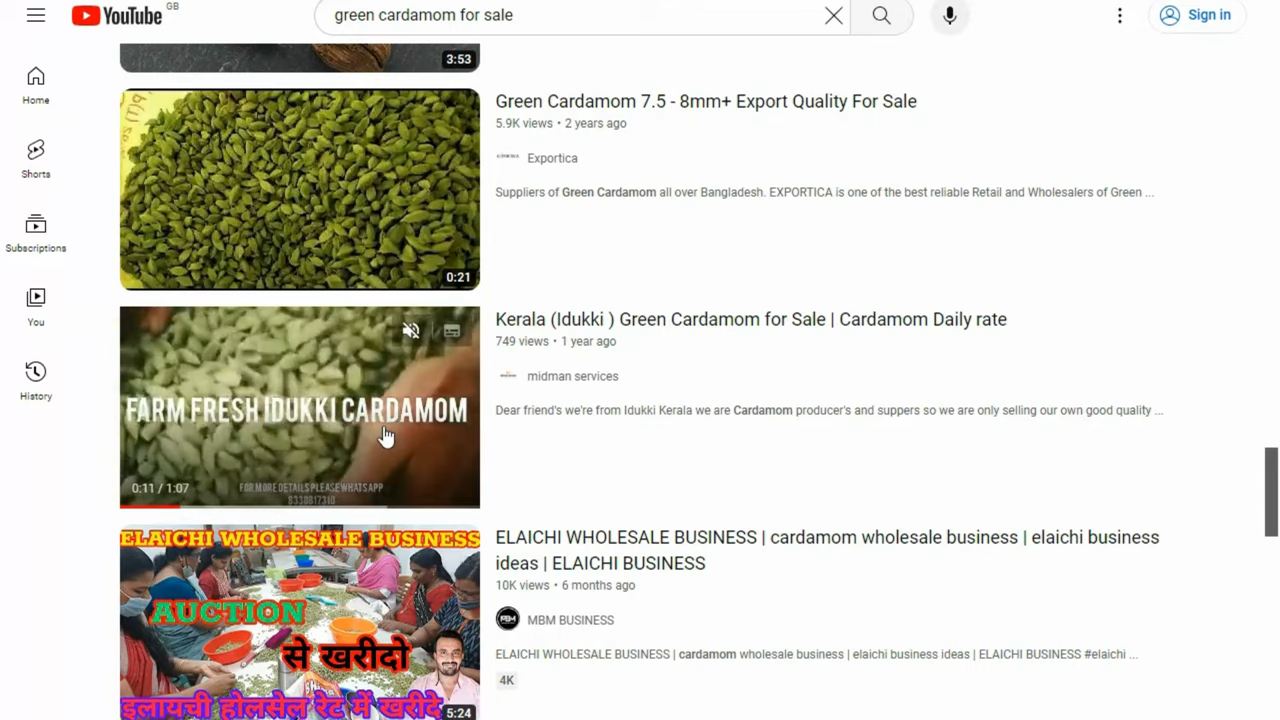 YouTube GB
green cardamom for sale
Sign in
Home
Shorts
Subscriptions
You
History
3:53
0:21
Green Cardamom 7.5 - 8mm+ Export Quality For Sale
5.9K views • 2 years ago
Exportica
Suppliers of Green Cardamom all over Bangladesh. EXPORTICA is one of the best reliable Retail and Wholesalers of Green ...
FARM FRESH IDUKKI CARDAMOM
FOR MORE DETAILS PLEASE WHATSAPP
8330817310
0:11 / 1:07
Kerala (Idukki ) Green Cardamom for Sale | Cardamom Daily rate
749 views • 1 year ago
midman services
Dear friend's we're from Idukki Kerala we are Cardamom producer's and suppers so we are only selling our own good quality ...
ELAICHI WHOLESALE BUSINESS
AUCTION
से खरीदो
इलायची होलसेल रेट में खरीदे
5:24
ELAICHI WHOLESALE BUSINESS | cardamom wholesale business | elaichi business
ideas | ELAICHI BUSINESS
10K views • 6 months ago
MBM BUSINESS
ELAICHI WHOLESALE BUSINESS | cardamom wholesale business | elaichi business ideas | ELAICHI BUSINESS #elaichi ...
4K